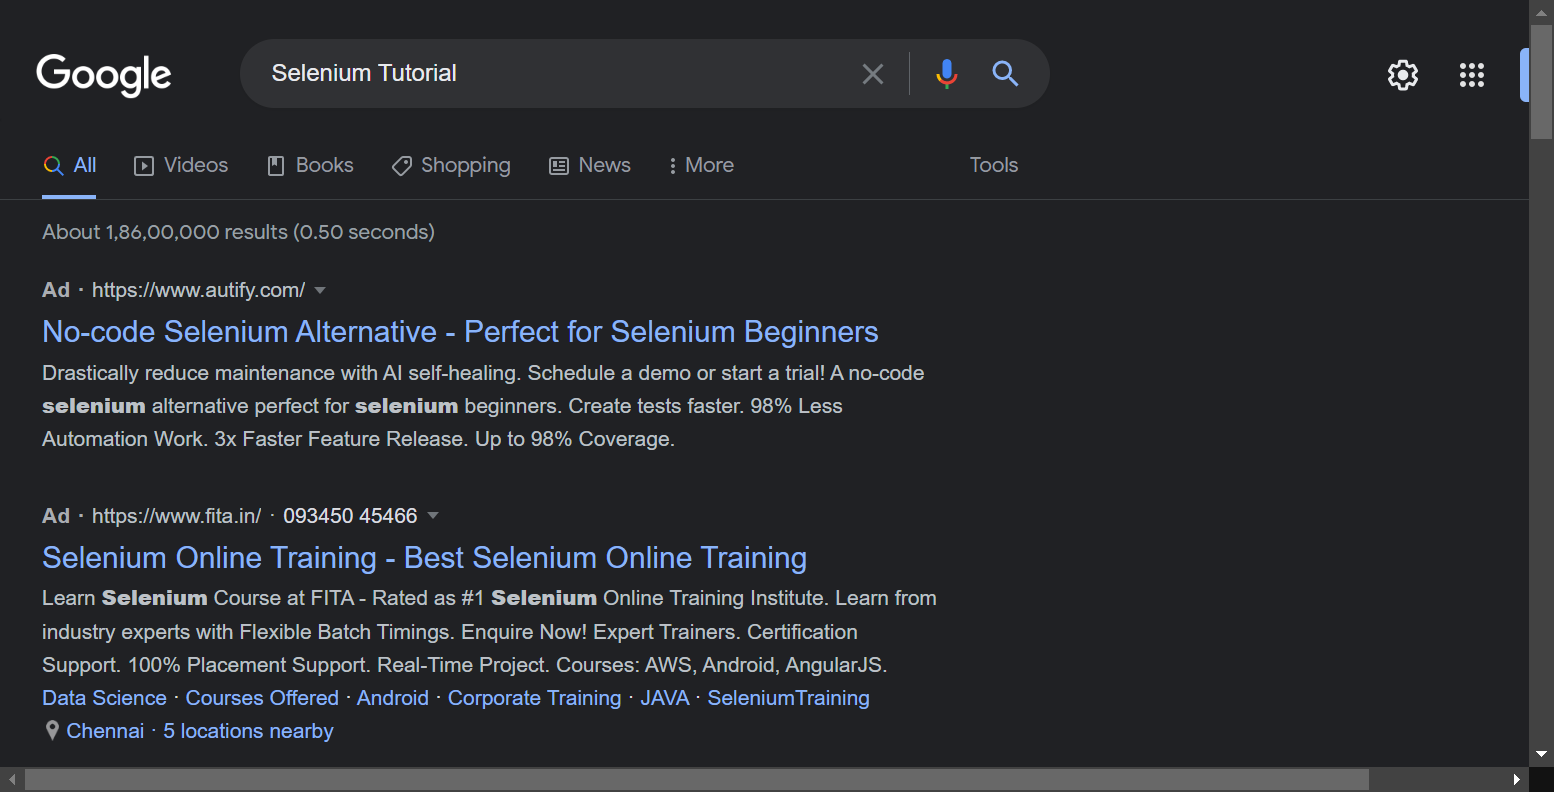 Google
Selenium Tutorial
All Videos Books Shopping News More Tools
About 1,86,00,000 results (0.50 seconds)
Ad · https://www.autify.com/
No-code Selenium Alternative - Perfect for Selenium Beginners
Drastically reduce maintenance with AI self-healing. Schedule a demo or start a trial! A no-code
selenium alternative perfect for selenium beginners. Create tests faster. 98% Less
Automation Work. 3x Faster Feature Release. Up to 98% Coverage.
Ad · https://www.fita.in/ · 093450 45466
Selenium Online Training - Best Selenium Online Training
Learn Selenium Course at FITA - Rated as #1 Selenium Online Training Institute. Learn from
industry experts with Flexible Batch Timings. Enquire Now! Expert Trainers. Certification
Support. 100% Placement Support. Real-Time Project. Courses: AWS, Android, AngularJS.
Data Science · Courses Offered · Android · Corporate Training · JAVA · SeleniumTraining
Chennai · 5 locations nearby